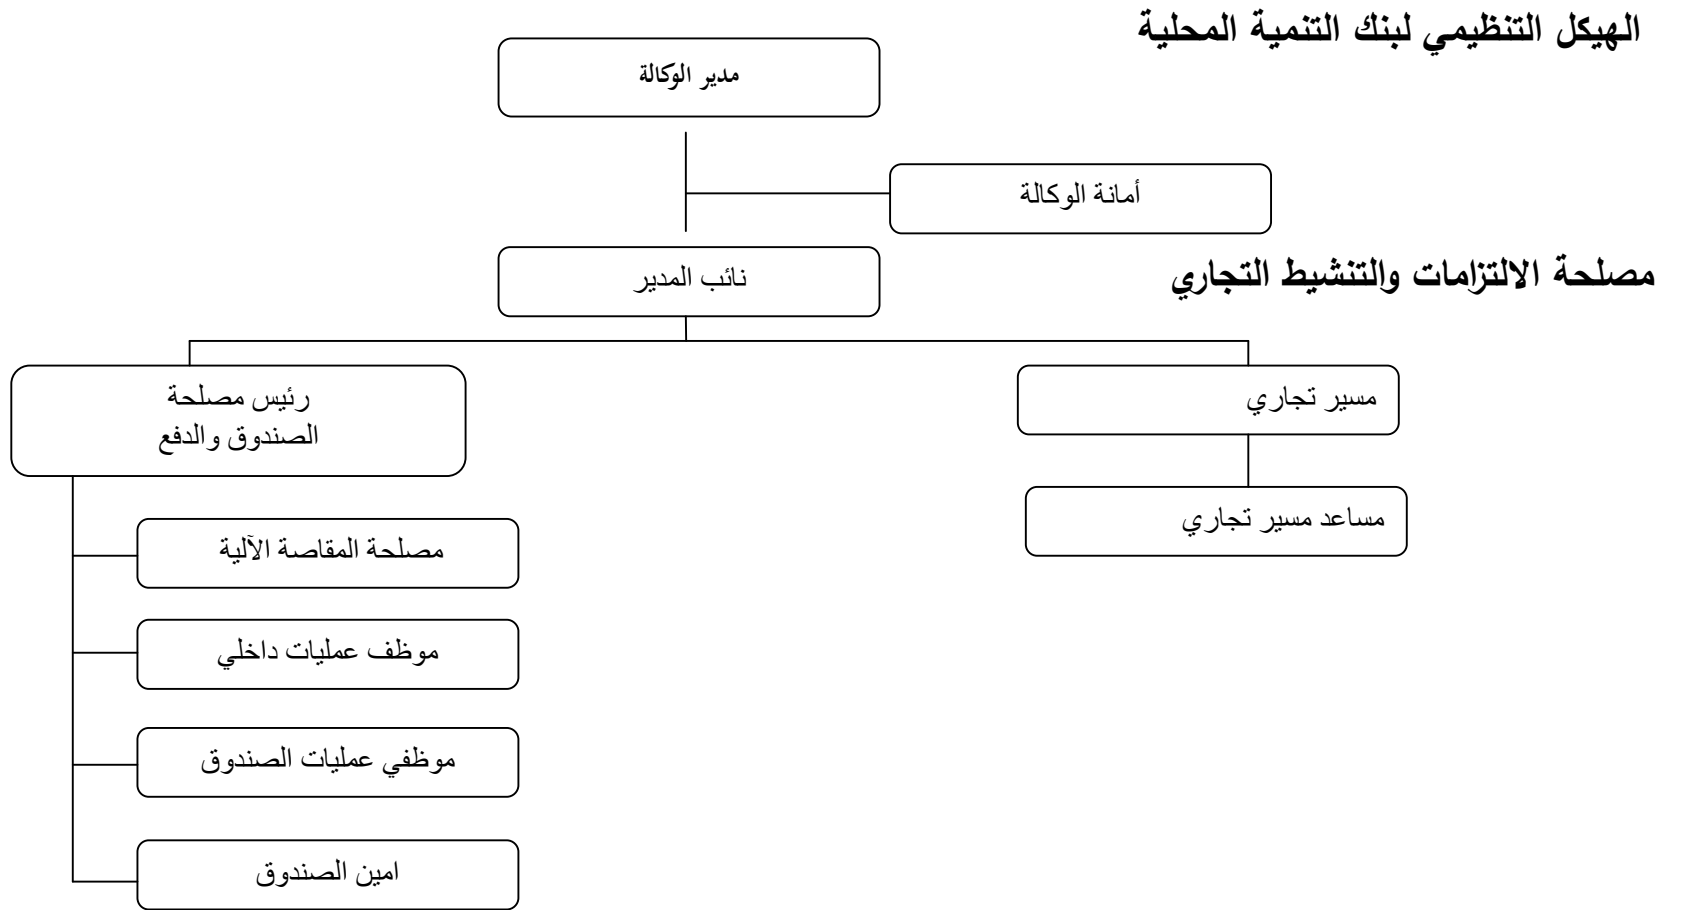 الهيكل التنظيمي لبنك التنمية المحلية
مدير الوكالة
أمانة الوكالة
نائب المدير
مصلحة الالتزامات والتنشيط التجاري
مسير تجاري
مساعد مسير تجاري
رئيس مصلحة
الصندوق والدفع
مصلحة المقاصة الآلية
موظف عمليات داخلي
موظفي عمليات الصندوق
امين الصندوق